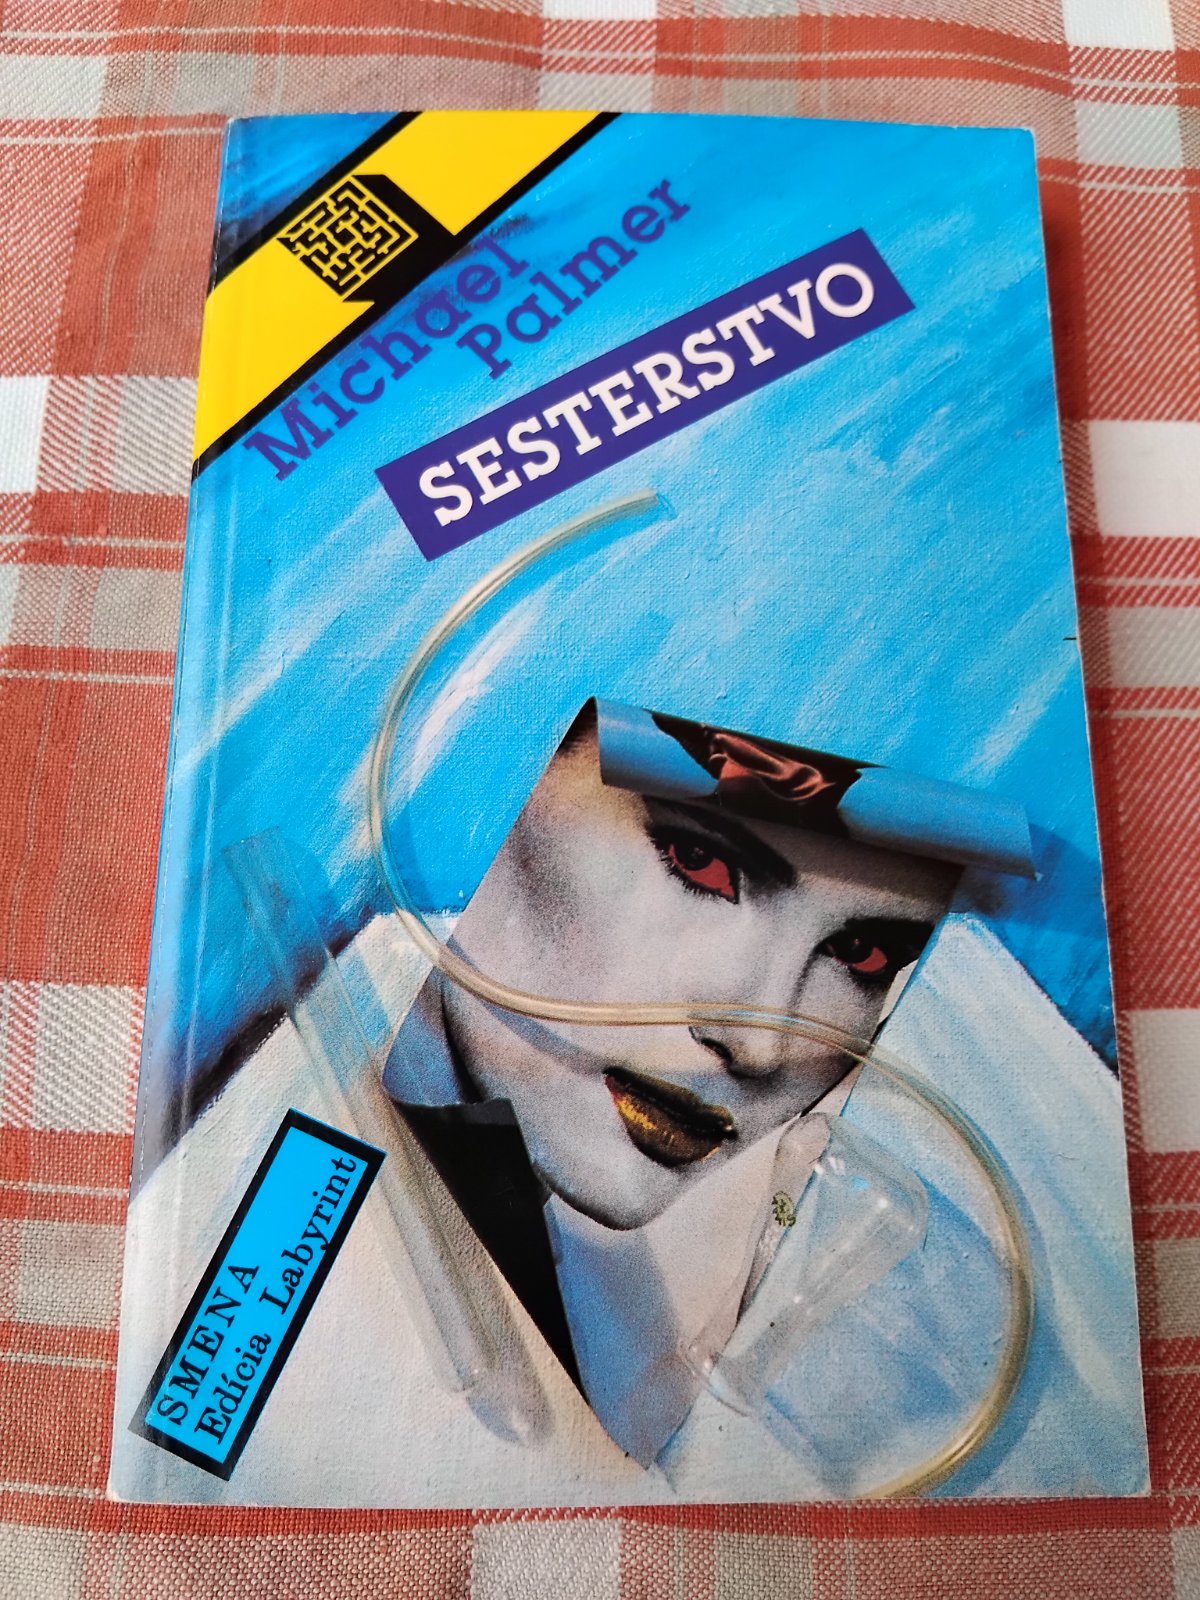 Michael
Palmer
SESTERSTVO
SMENA
Edícia Labyrint